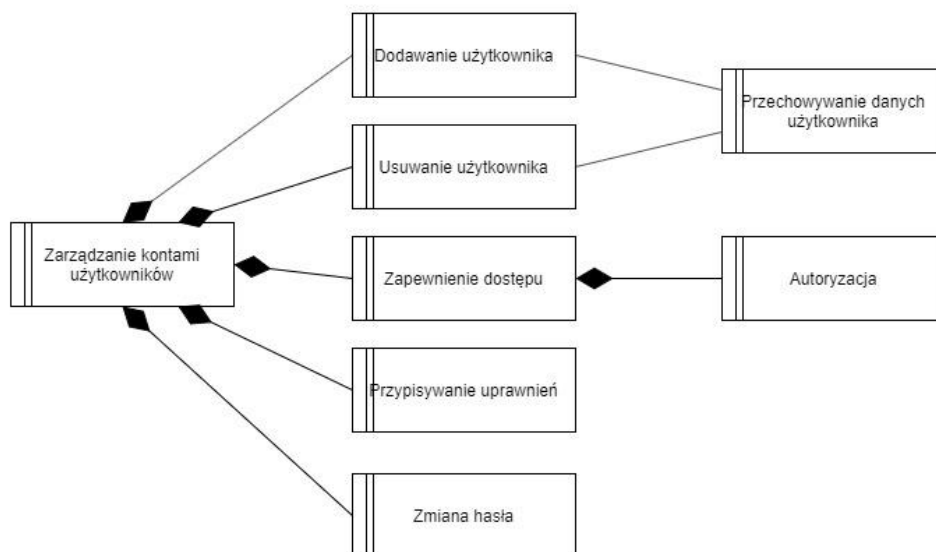 Dodawanie użytkownika
Przechowywanie danych
użytkownika
Usuwanie użytkownika
Zarządzanie kontami
użytkowników
Zapewnienie dostępu
Autoryzacja
Przypisywanie uprawnień
Zmiana hasła